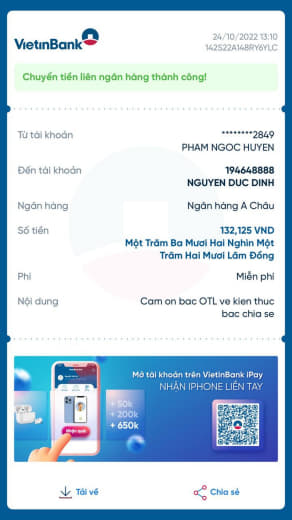 VietinBank
24/10/2022 13:10
142S22A148RY6YLC
Chuyển tiền liên ngân hàng thành công!
Từ tài khoản
********2849
PHAM NGOC HUYEN
Đến tài khoản
194648888
NGUYEN DUC DINH
Ngân hàng
Ngân hàng A Châu
Số tiền
132,125 VND
Một Trăm Ba Mươi Hai Nghìn Một
Trăm Hai Mươi Lăm Đồng
Phí
Miễn phí
Nội dung
Cam on bac OTL ve kien thuc
bac chia se
Mở tài khoản trên VietinBank iPay
NHẬN IPHONE LIỀN TAY
+ 50k
+ 200k
+ 650k
Nhận quà
Tải về
Chia sẻ